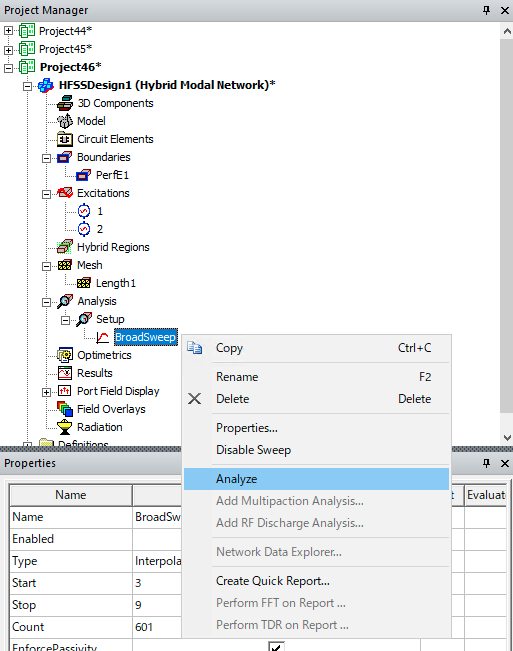 Project Manager
Project44*
Project45*
Project46*
HFSSDesign1 (Hybrid Modal Network)*
3D Components
Model
Circuit Elements
Boundaries
PerfE1
Excitations
1
2
Hybrid Regions
Mesh
Length1
Analysis
Setup
BroadSweep
Optimetrics
Results
Port Field Display
Field Overlays
Radiation
Definitions
Copy Ctrl+C
Rename F2
Delete Delete
Properties...
Disable Sweep
Analyze
Add Multipaction Analysis...
Add RF Discharge Analysis...
Network Data Explorer...
Create Quick Report...
Perform FFT on Report ...
Perform TDR on Report ...
Properties
Name t Evaluate
Name BroadSw
Enabled
Type Interpola
Start 3
Stop 9
Count 601
EnforcePassivity